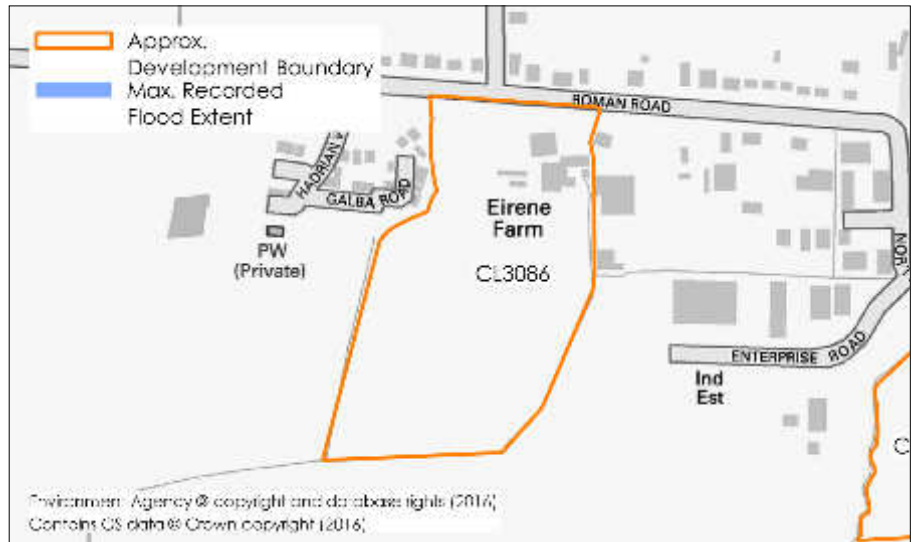 Approx.
Development Boundary
Max. Recorded
Flood Extent
ROMAN ROAD
HADRIAN
GALBA ROAD
PW
(Private)
Eirene
Farm
CL3086
ENTERPRISE ROAD
Ind
Est
Environment Agency © copyright and database rights (2016)
Contains OS data © Crown copyright (2016)